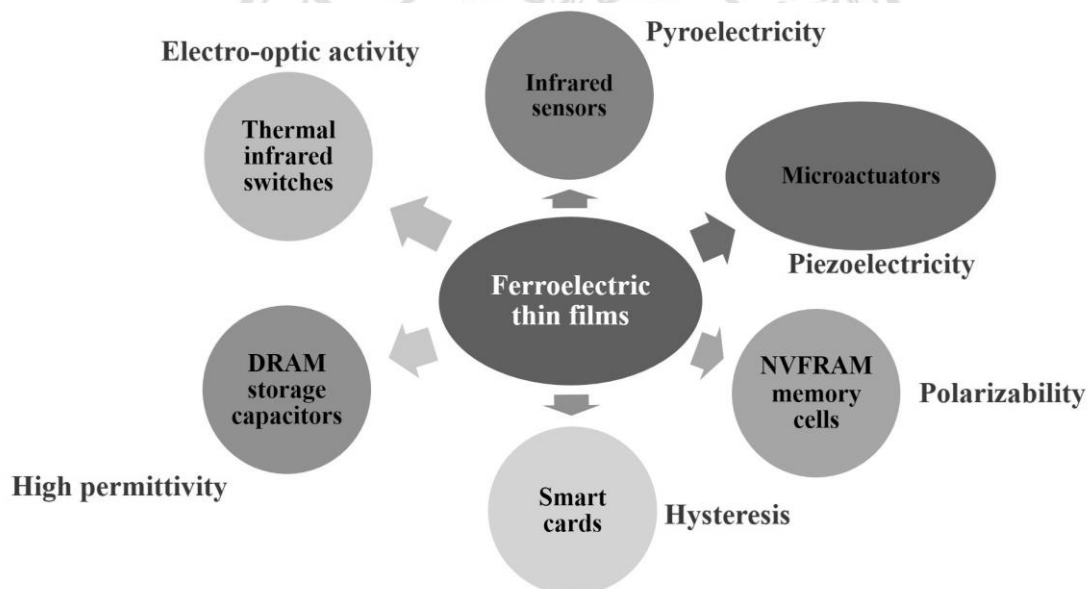 Pyroelectricity
Electro-optic activity
Infrared
sensors
Thermal
infrared
switches
Microactuators
Piezoelectricity
Ferroelectric
thin films
DRAM
storage
capacitors
NVFRAM
memory
cells
Polarizability
High permittivity
Smart
cards
Hysteresis